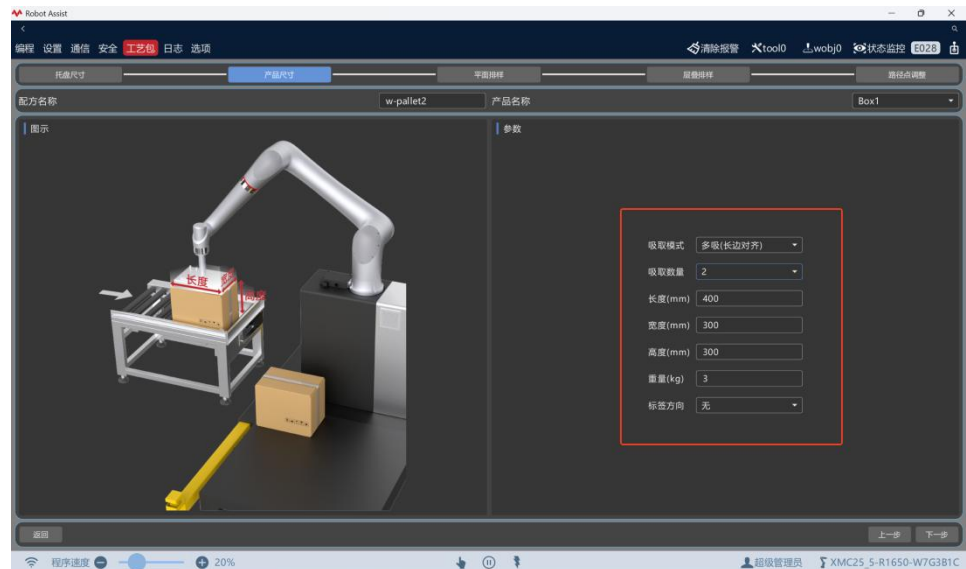 Robot Assist
编程 设置 通信 安全 工艺包 日志 选项 清除报警 tool0 wobj0 状态监控 E028
托盘尺寸 产品尺寸 平面排样 层叠排样 路径点调整
配方名称 w-pallet2 产品名称 Box1
图示 参数
吸取模式 多吸(长边对齐)
吸取数量 2
长度(mm) 400
宽度(mm) 300
高度(mm) 300
重量(kg) 3
标签方向 无
长度
高度
返回 上一步 下一步
程序速度 20% 超级管理员 XMC25_5-R1650-W7G3B1C